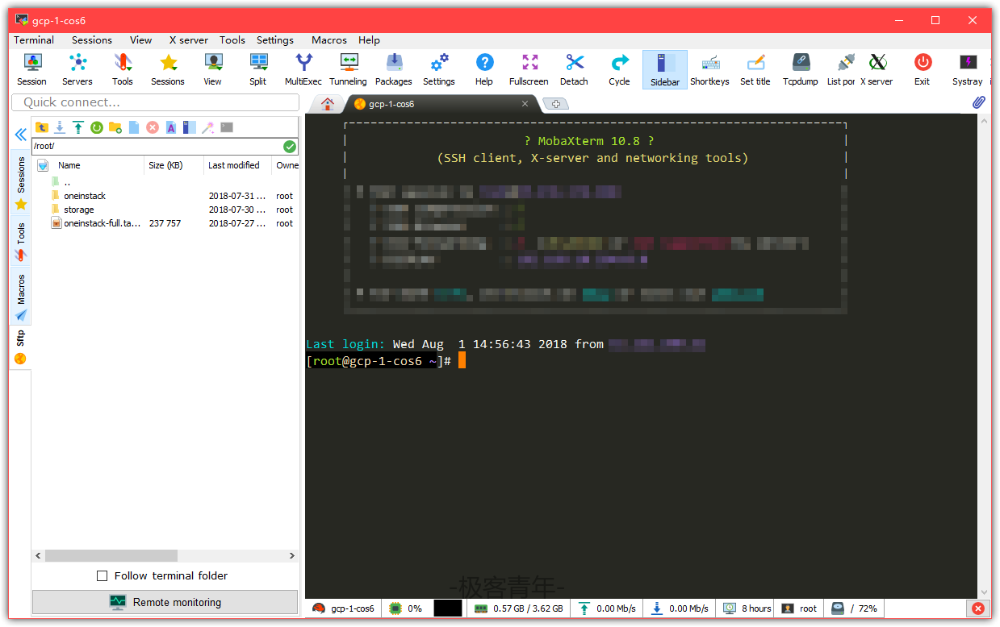 gcp-1-cos6
Terminal Sessions View X server Tools Settings Macros Help
Session Servers Tools Sessions View Split MultiExec Tunneling Packages Settings Help Fullscreen Detach Cycle Sidebar Shortkeys Set title Tcpdump List por X server Exit Systray
Quick connect...
gcp-1-cos6
/root/
Name Size (KB) Last modified Owne
..
oneinstack 2018-07-31 ... root
storage 2018-07-30 ... root
oneinstack-full.ta... 237 757 2018-07-27 ... root
Sessions
Tools
Macros
Sftp
Follow terminal folder
Remote monitoring
? MobaXterm 10.8 ?
(SSH client, X-server and networking tools)
Last login: Wed Aug  1 14:56:43 2018 from
[root@gcp-1-cos6 ~]#
-极客青年-
gcp-1-cos6 0% 0.57 GB / 3.62 GB 0.00 Mb/s 0.00 Mb/s 8 hours root / 72%